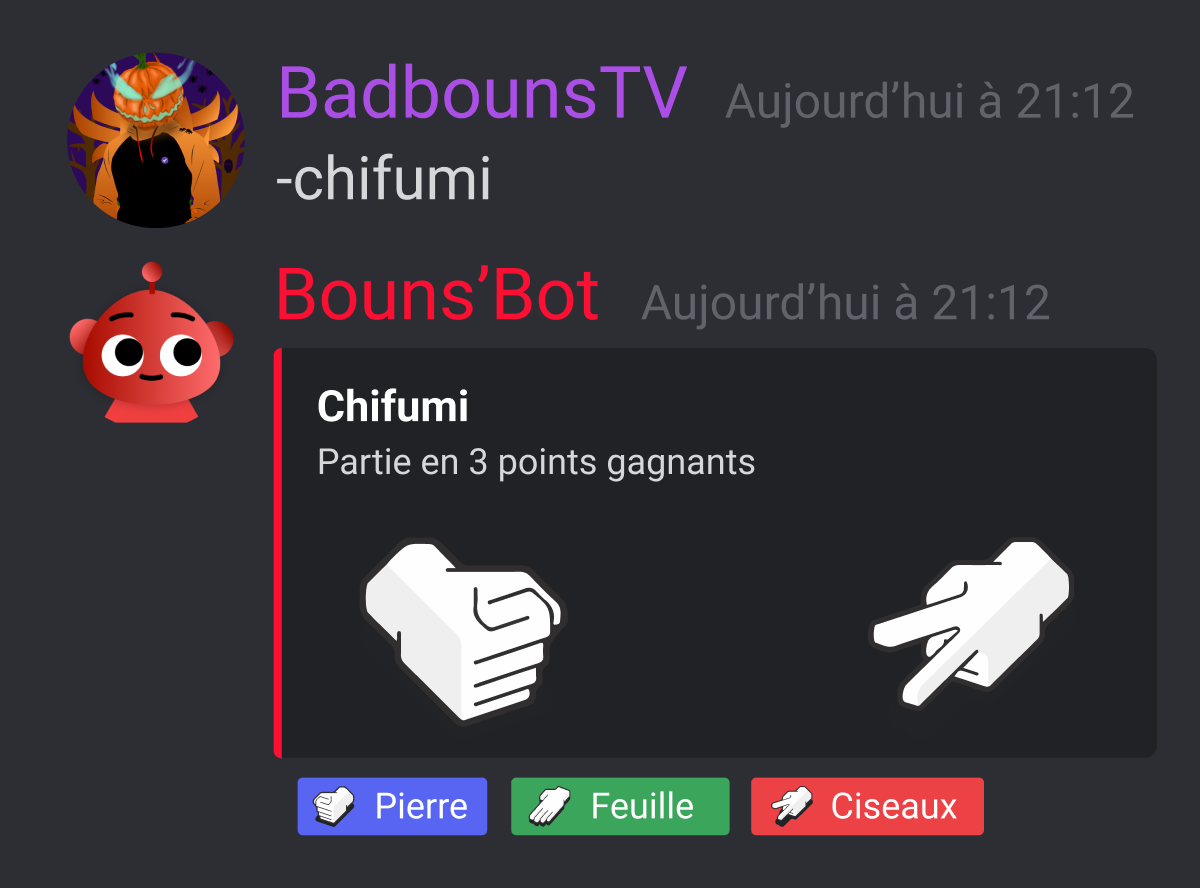 BadbounsTV Aujourd’hui à 21:12
-chifumi
Bouns’Bot Aujourd’hui à 21:12
Chifumi
Partie en 3 points gagnants
Pierre Feuille Ciseaux